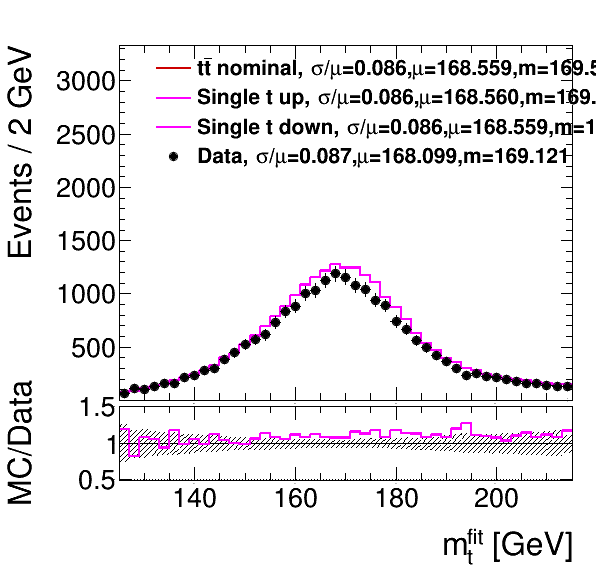 tt̄ nominal, σ/μ=0.086,μ=168.559,m=169.5
Single t up, σ/μ=0.086,μ=168.560,m=169.
Single t down, σ/μ=0.086,μ=168.559,m=1
Data, σ/μ=0.087,μ=168.099,m=169.121
Events / 2 GeV
3000
2500
2000
1500
1000
500
MC/Data
1.5
1
0.5
140 160 180 200
m_t^fit [GeV]